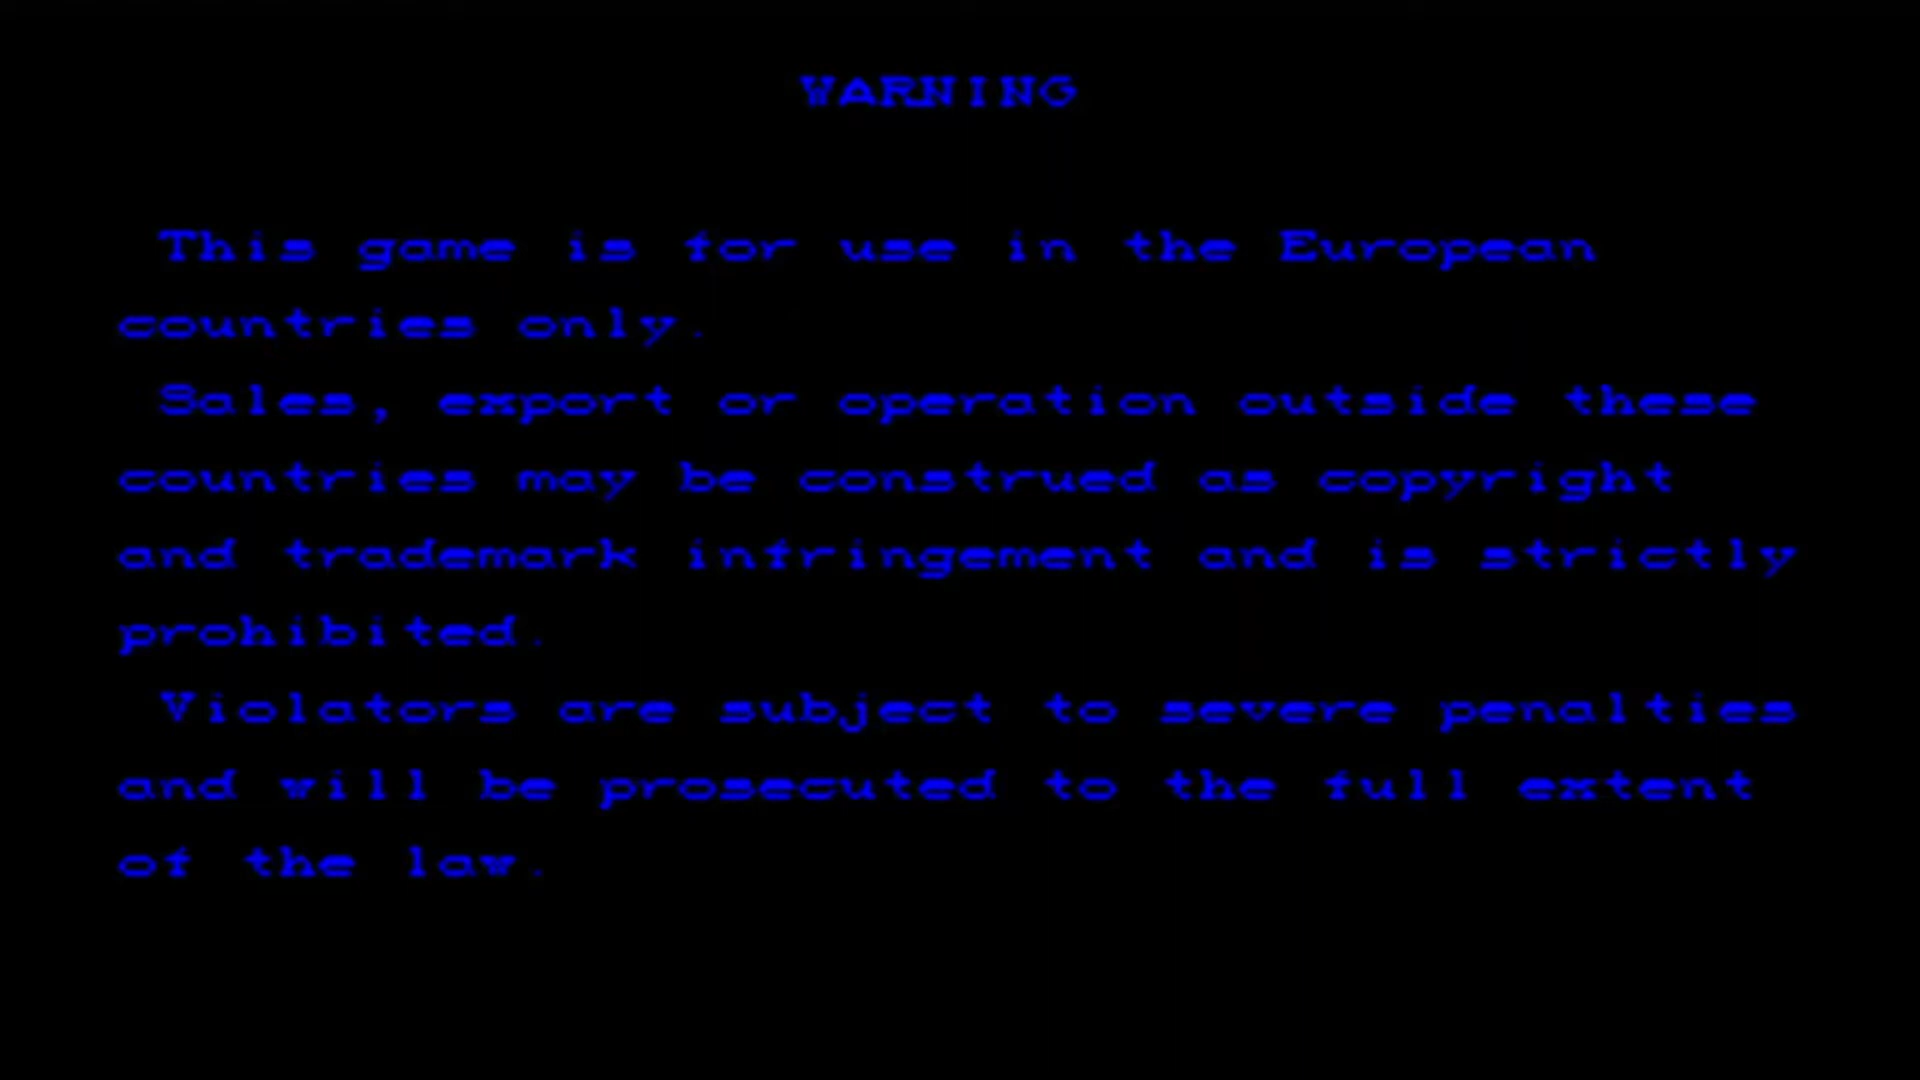 WARNING
This game is for use in the European
countries only.
Sales, export or operation outside these
countries may be construed as copyright
and trademark infringement and is strictly
prohibited.
Violators are subject to severe penalties
and will be prosecuted to the full extent
of the law.